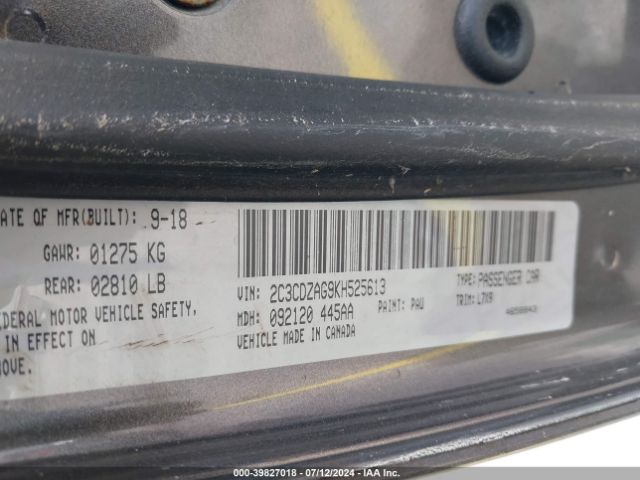 ATE OF MFR(BUILT): 9-18
GAWR: 01275 KG
REAR: 02810 LB
EDERAL MOTOR VEHICLE SAFETY,
IN EFFECT ON
OVE.
VIN: 2C3CDZAG9KH525613
TYPE: PASSENGER CAR
MDH: 092120 445AA
PAINT: PAU
TRIM: L7X9
VEHICLE MADE IN CANADA
000-39827018 - 07/12/2024 - IAA Inc.